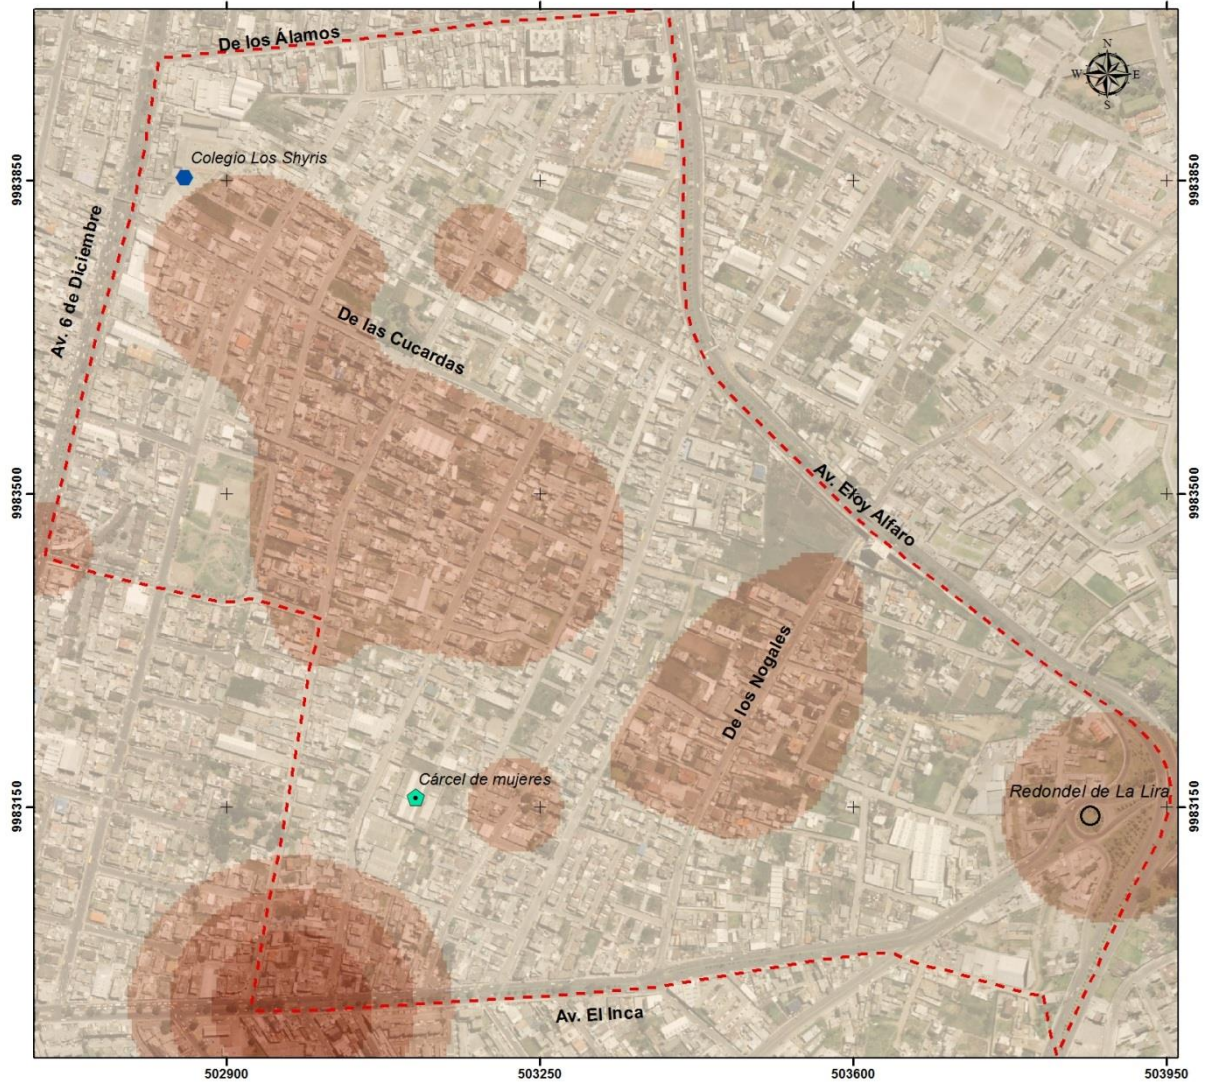 De los Álamos
N
W
E
S
Colegio Los Shyris
9983850
9983850
Av. 6 de Diciembre
De las Cucardas
9983500
9983500
Av. Eloy Alfaro
De los Nogales
Cárcel de mujeres
Redondel de La Lira
9983150
9983150
Av. El Inca
502900
503250
503600
503950